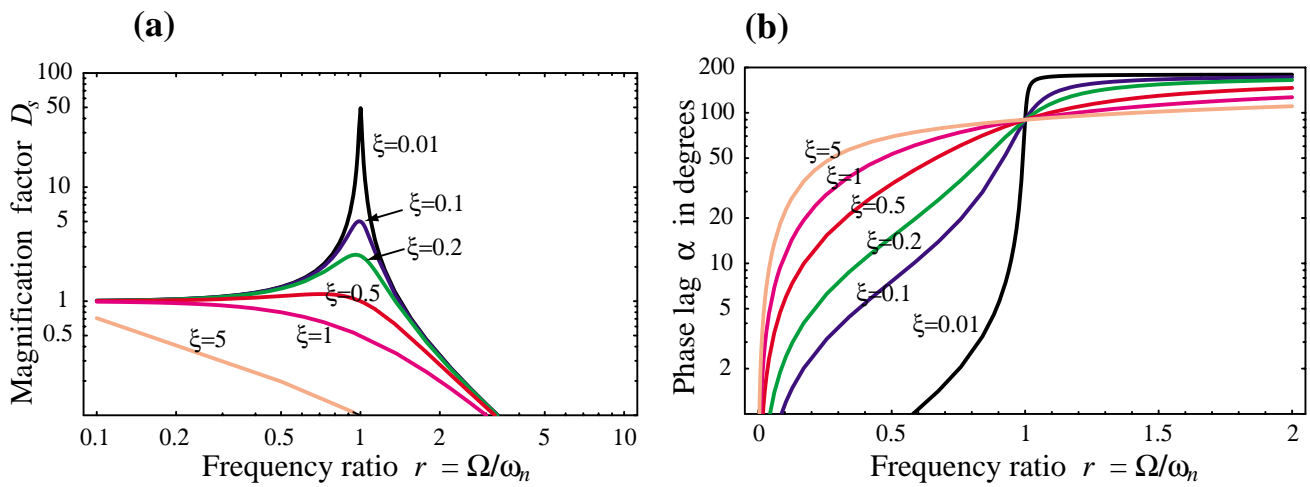 (a)
Magnification factor D_s
100
50
10
5
1
0.5
ξ=0.01
ξ=0.1
ξ=0.2
ξ=0.5
ξ=1
ξ=5
0.1 0.2 0.5 1 2 5 10
Frequency ratio r = Ω/ω_n
(b)
Phase lag α in degrees
200
100
50
20
10
5
2
ξ=5
ξ=1
ξ=0.5
ξ=0.2
ξ=0.1
ξ=0.01
0 0.5 1 1.5 2
Frequency ratio r = Ω/ω_n